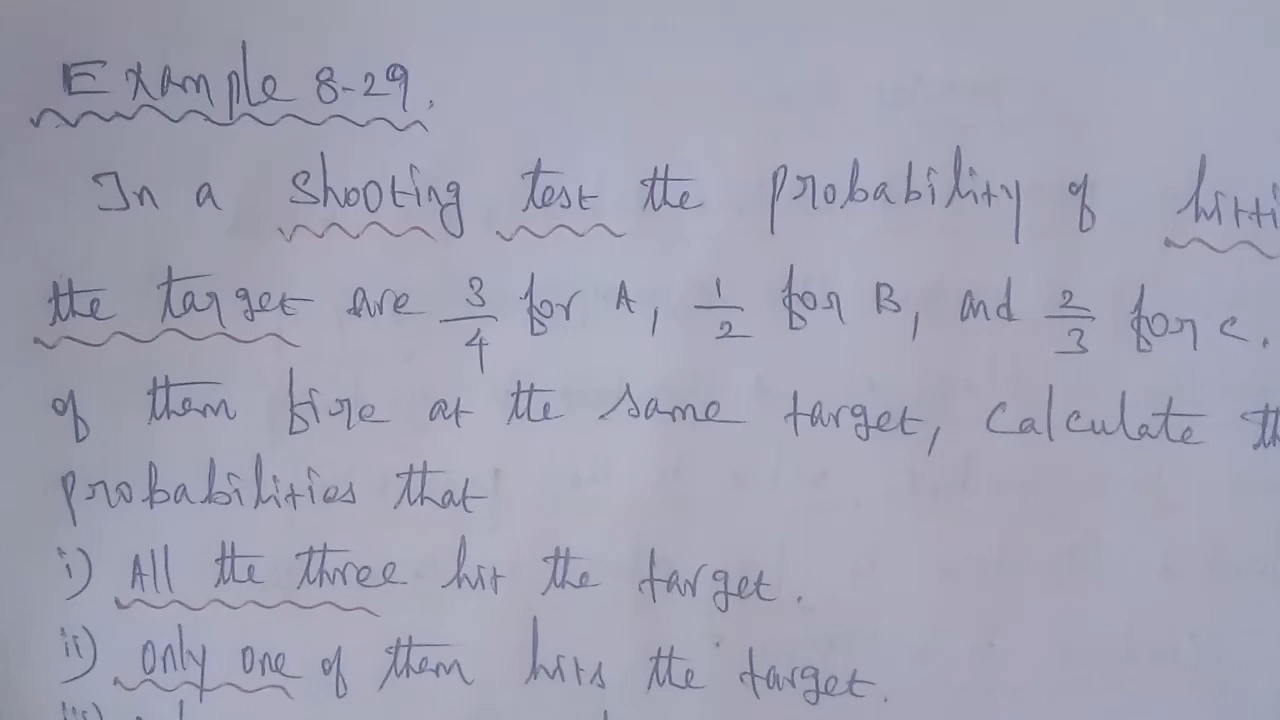 Example 8-29.
In a shooting test the probability of hitti
the target are 3/4 for A, 1/2 for B, and 2/3 for C.
of them fire at the same target, Calculate th
probabilities that
i) All the three hit the target.
ii) only one of them hits the target.